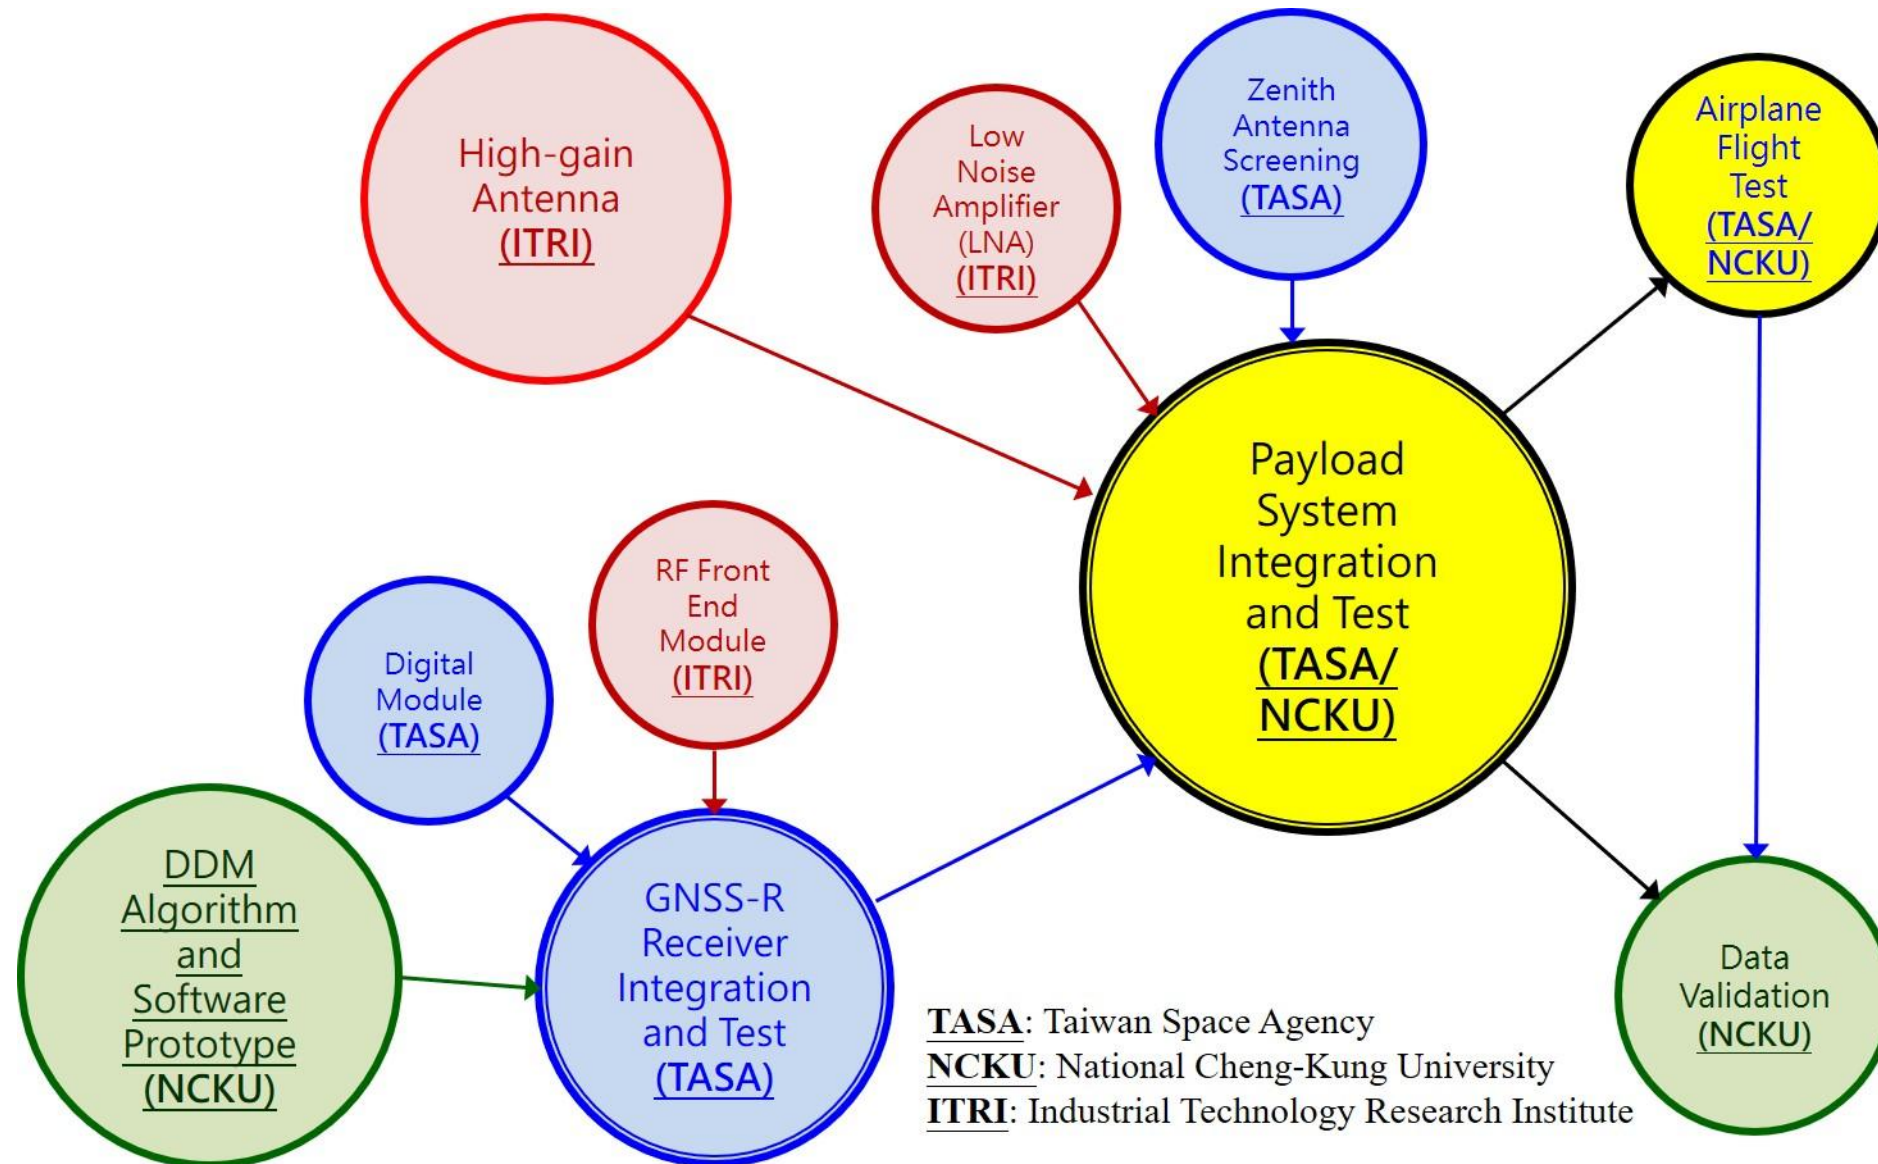 High-gain
Antenna
(ITRI)
Low
Noise
Amplifier
(LNA)
(ITRI)
Zenith
Antenna
Screening
(TASA)
Airplane
Flight
Test
(TASA/
NCKU)
Payload
System
Integration
and Test
(TASA/
NCKU)
RF Front
End
Module
(ITRI)
Digital
Module
(TASA)
DDM
Algorithm
and
Software
Prototype
(NCKU)
GNSS-R
Receiver
Integration
and Test
(TASA)
Data
Validation
(NCKU)
TASA: Taiwan Space Agency
NCKU: National Cheng-Kung University
ITRI: Industrial Technology Research Institute